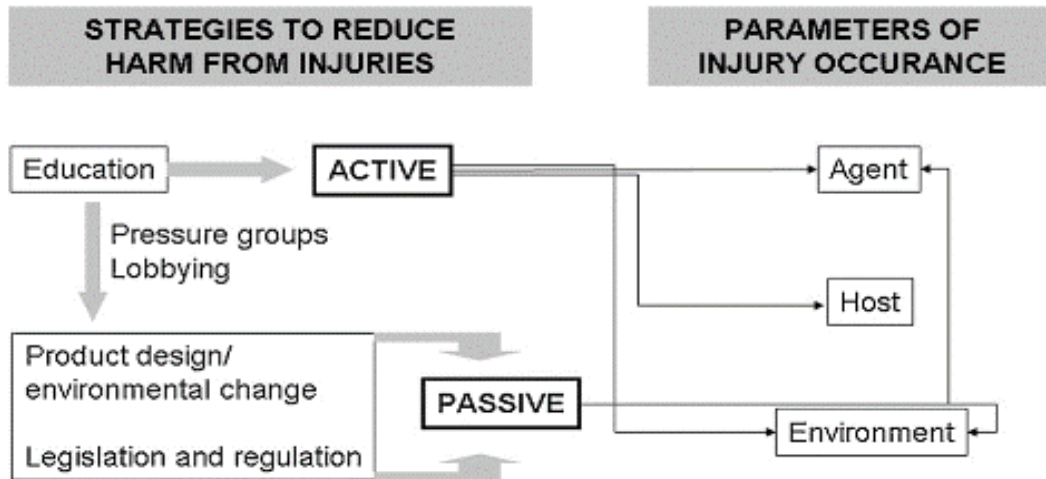 STRATEGIES TO REDUCE
HARM FROM INJURIES
PARAMETERS OF
INJURY OCCURANCE
Education
ACTIVE
Agent
Pressure groups
Lobbying
Host
Product design/
environmental change
PASSIVE
Environment
Legislation and regulation